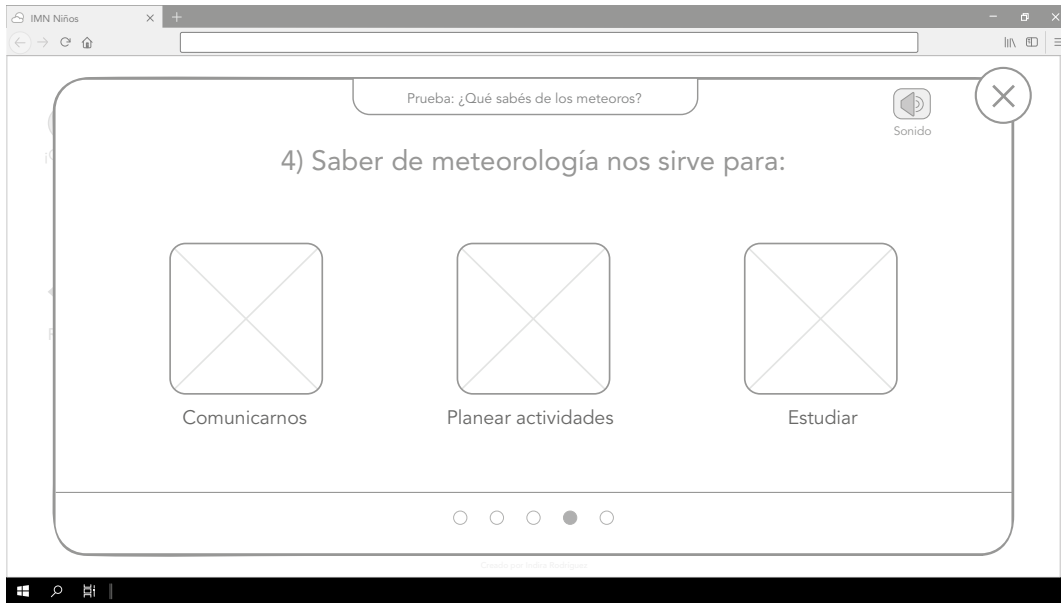 IMN Niños
Prueba: ¿Qué sabés de los meteoros?
Sonido
4) Saber de meteorología nos sirve para:
Comunicarnos
Planear actividades
Estudiar